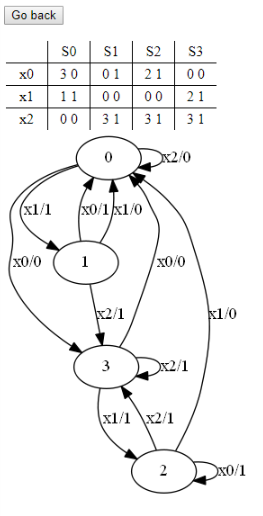 Go back
S0 S1 S2 S3
x0 3 0 0 1 2 1 0 0
x1 1 1 0 0 0 0 2 1
x2 0 0 3 1 3 1 3 1
0 x2/0
x1/1 x0/1 x1/0
x0/0 1 x0/0
x2/1 x1/0
3 x2/1
x1/1 x2/1
2 x0/1